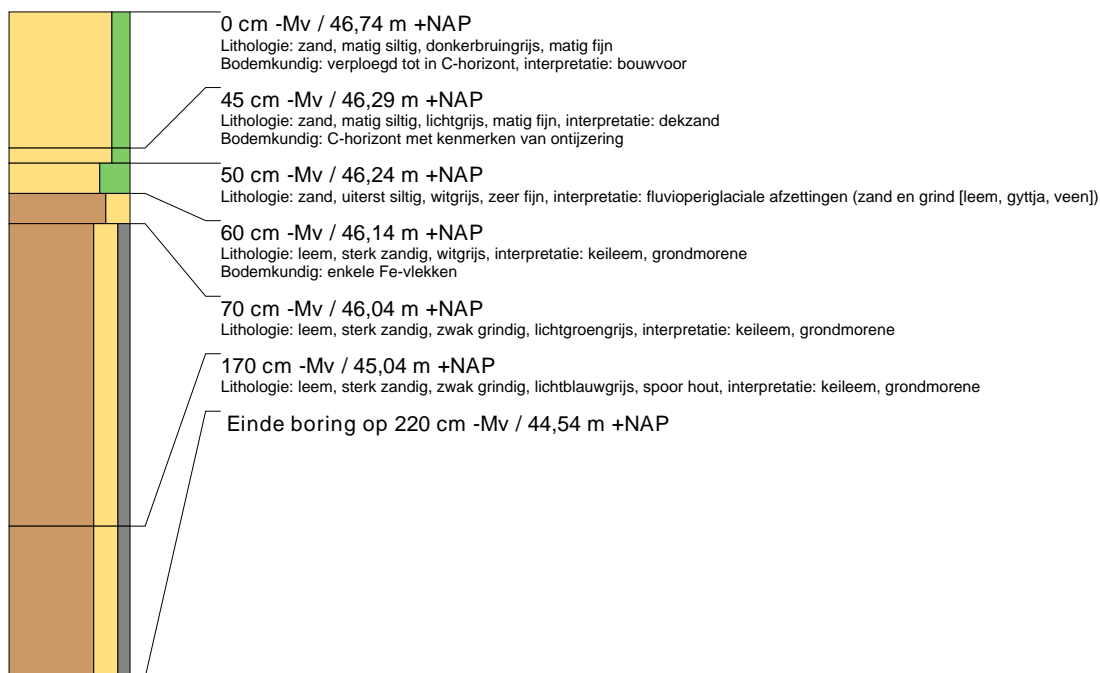 0 cm -Mv / 46,74 m +NAP
Lithologie: zand, matig siltig, donkerbruingrijs, matig fijn
Bodemkundig: verploegd tot in C-horizont, interpretatie: bouwvoor
45 cm -Mv / 46,29 m +NAP
Lithologie: zand, matig siltig, lichtgrijs, matig fijn, interpretatie: dekzand
Bodemkundig: C-horizont met kenmerken van ontijzering
50 cm -Mv / 46,24 m +NAP
Lithologie: zand, uiterst siltig, witgrijs, zeer fijn, interpretatie: fluvioperiglaciale afzettingen (zand en grind [leem, gyttja, veen])
60 cm -Mv / 46,14 m +NAP
Lithologie: leem, sterk zandig, witgrijs, interpretatie: keileem, grondmorene
Bodemkundig: enkele Fe-vlekken
70 cm -Mv / 46,04 m +NAP
Lithologie: leem, sterk zandig, zwak grindig, lichtgroengrijs, interpretatie: keileem, grondmorene
170 cm -Mv / 45,04 m +NAP
Lithologie: leem, sterk zandig, zwak grindig, lichtblauwgrijs, spoor hout, interpretatie: keileem, grondmorene
Einde boring op 220 cm -Mv / 44,54 m +NAP